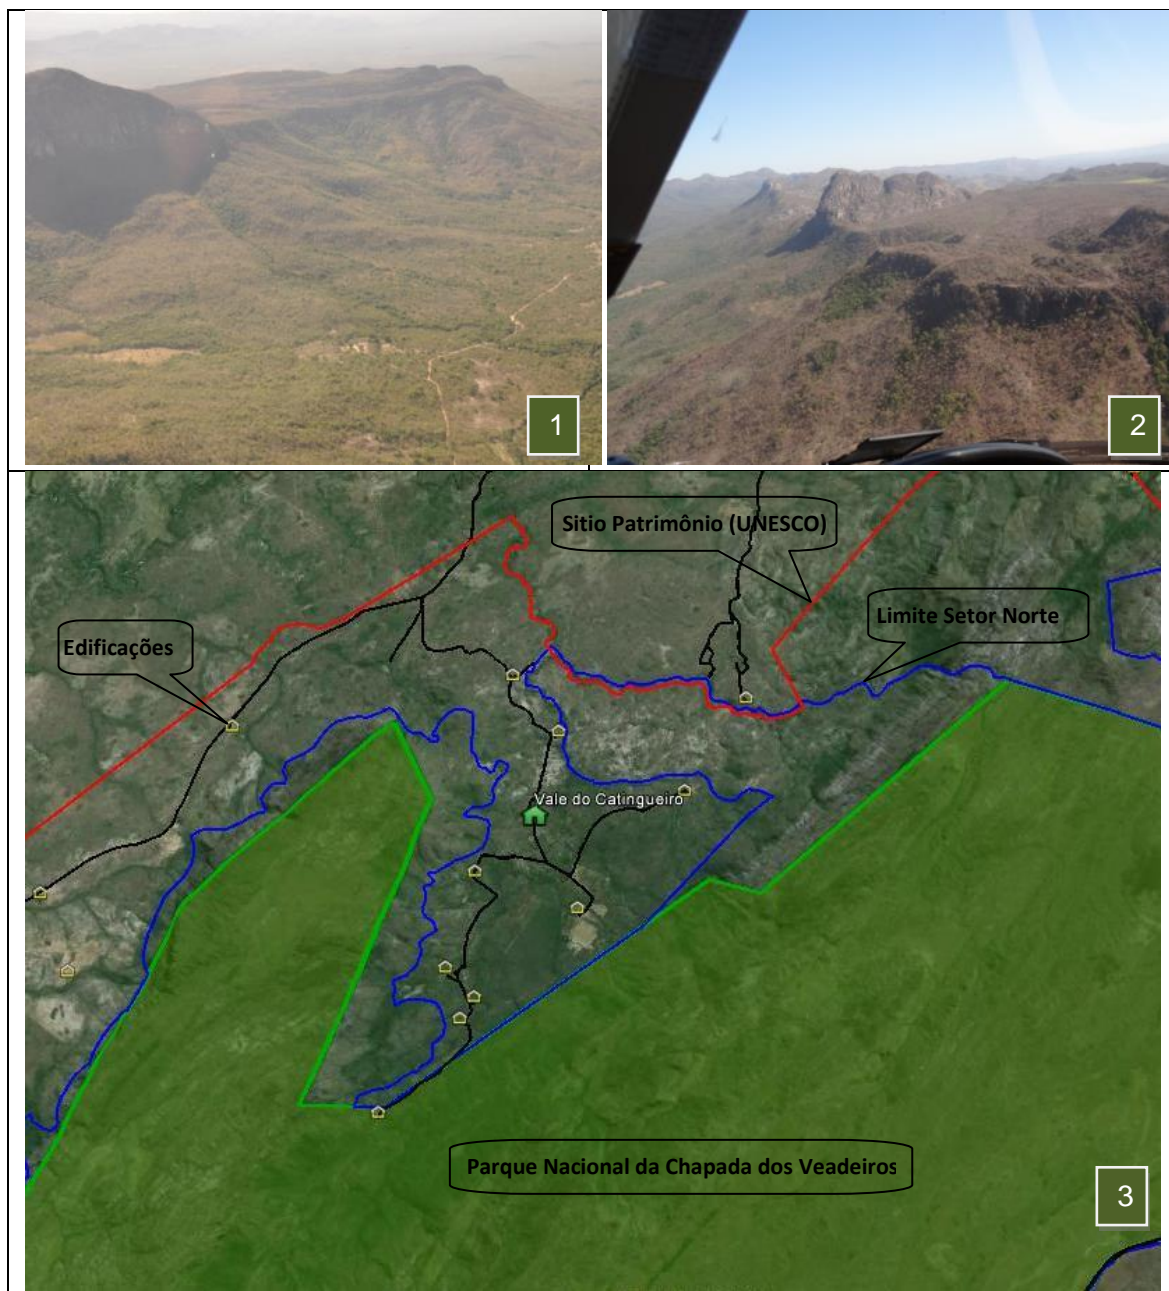 1
2
Sitio Patrimônio (UNESCO)
Limite Setor Norte
Edificações
Vale do Catingueiro
Parque Nacional da Chapada dos Veadeiros
3